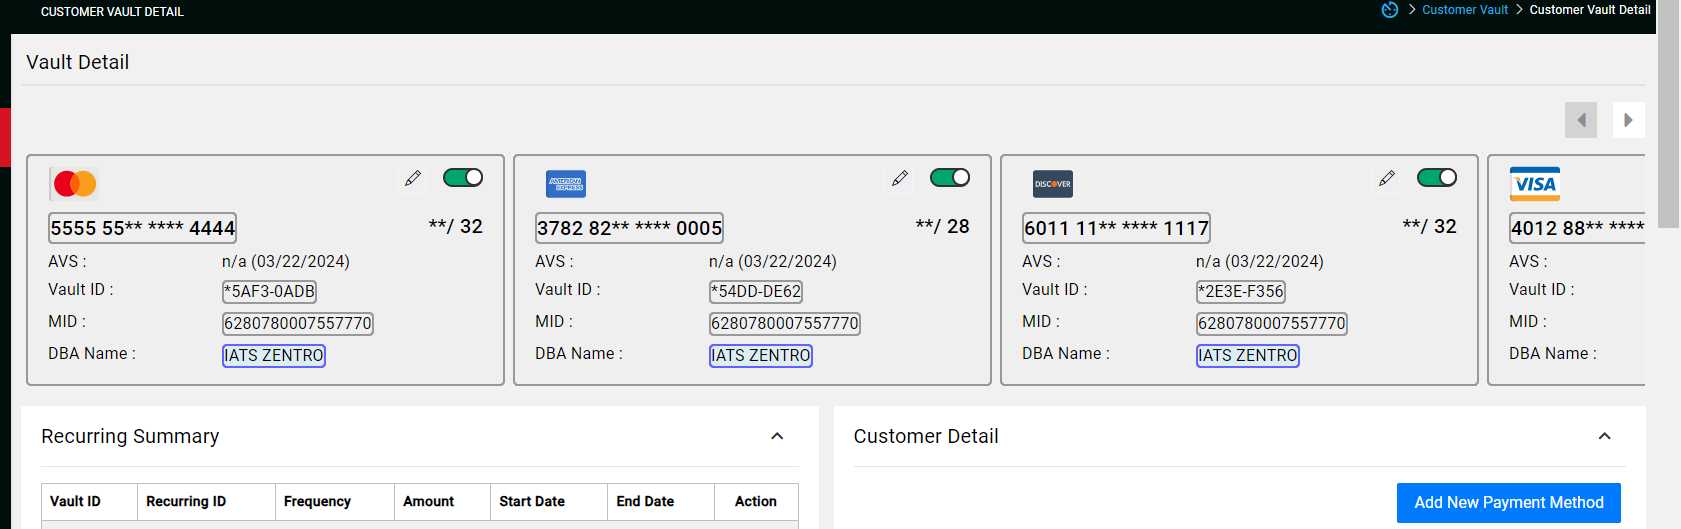 CUSTOMER VAULT DETAIL
> Customer Vault > Customer Vault Detail
Vault Detail
5555 55** **** 4444 **/ 32
AVS : n/a (03/22/2024)
Vault ID : *5AF3-0ADB
MID : 6280780007557770
DBA Name : IATS ZENTRO
AMERICAN EXPRESS
3782 82** **** 0005 **/ 28
AVS : n/a (03/22/2024)
Vault ID : *54DD-DE62
MID : 6280780007557770
DBA Name : IATS ZENTRO
DISCOVER
6011 11** **** 1117 **/ 32
AVS : n/a (03/22/2024)
Vault ID : *2E3E-F356
MID : 6280780007557770
DBA Name : IATS ZENTRO
VISA
4012 88** ****
AVS :
Vault ID :
MID :
DBA Name :
Recurring Summary
Vault ID Recurring ID Frequency Amount Start Date End Date Action
Customer Detail
Add New Payment Method